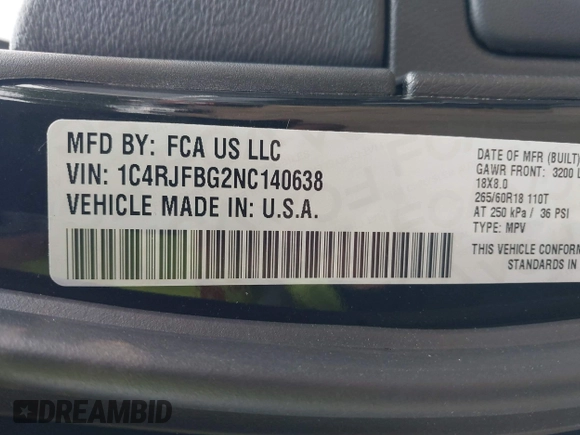 MFD BY: FCA US LLC
VIN: 1C4RJFBG2NC140638
VEHICLE MADE IN: U.S.A.
DATE OF MFR (BUILT)
GAWR FRONT: 3200
18X8.0
265/60R18 110T
AT 250 kPa / 36 PSI
TYPE: MPV
THIS VEHICLE CONFORM
STANDARDS IN
DREAMBID